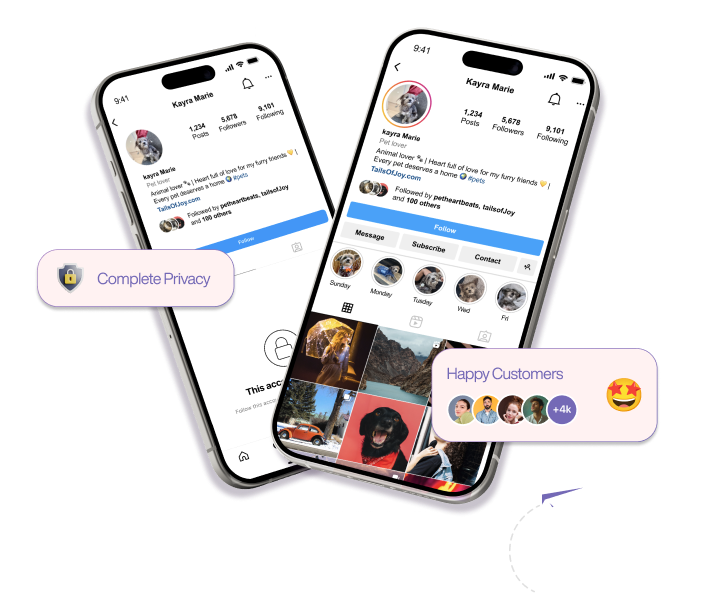 9:41
Kayra Marie
1,234 5,678 9,101
Posts Followers Following
kayra Marie
Pet lover
Animal lover 🐾 | Heart full of love for my furry friends 💛 |
Every pet deserves a home 🌍 #pets
TailsOfJoy.com
Followed by petheartbeats, tailsofJoy
and 100 others
Follow
Complete Privacy
This acc
Follow this accou
9:41
Kayra Marie
1,234 5,678 9,101
Posts Followers Following
kayra Marie
Pet lover
Animal lover 🐾 | Heart full of love for my furry friends 💛 |
Every pet deserves a home 🌍 #pets
TailsOfJoy.com
Followed by petheartbeats, tailsofJoy
and 100 others
Follow
Message Subscribe Contact
Sunday Monday Tusday Wed Fri
Happy Customers
+4k